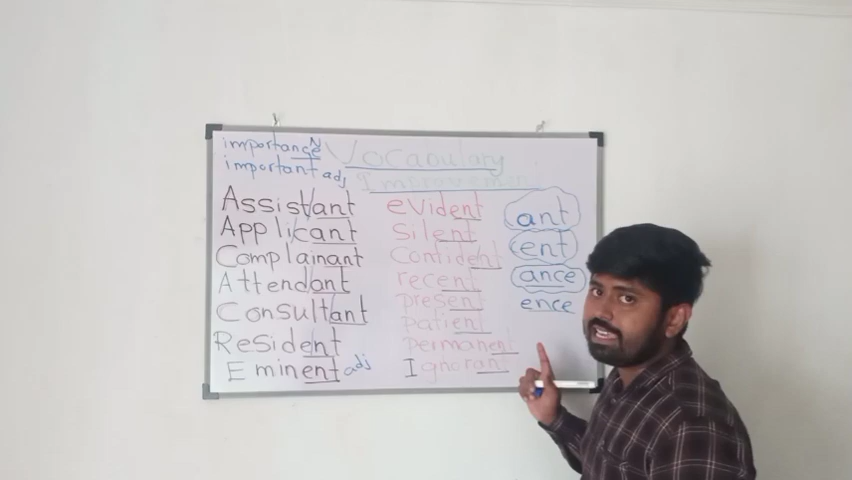 importance N
important adj
Vocabulary
Improvement
Assistant
Applicant
Complainant
Attendant
Consultant
Resident
Eminent adj
evident
Silent
Confident
recent
present
patient
permanent
Ignorant
ant
ent
ance
ence